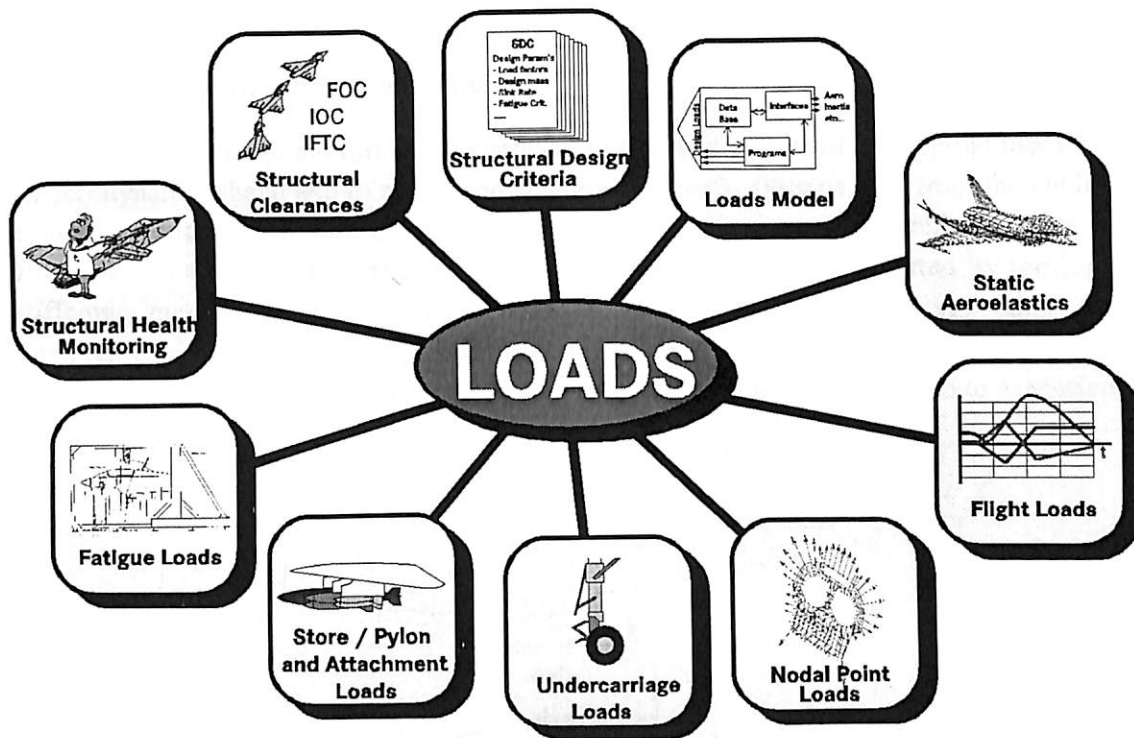 FOC
IOC
IFTC
Structural
Clearances
SDC
Design Param's
- Load factors
- Design mass
- Sink Rate
- Fatigue Crit.
Structural Design
Criteria
Design Loads
Data
Base
Interfaces
Programs
Aero
Inertia
etc...
Loads Model
Static
Aeroelastics
Structural Health
Monitoring
LOADS
t
Flight Loads
Fatigue Loads
Store / Pylon
and Attachment
Loads
Undercarriage
Loads
Nodal Point
Loads